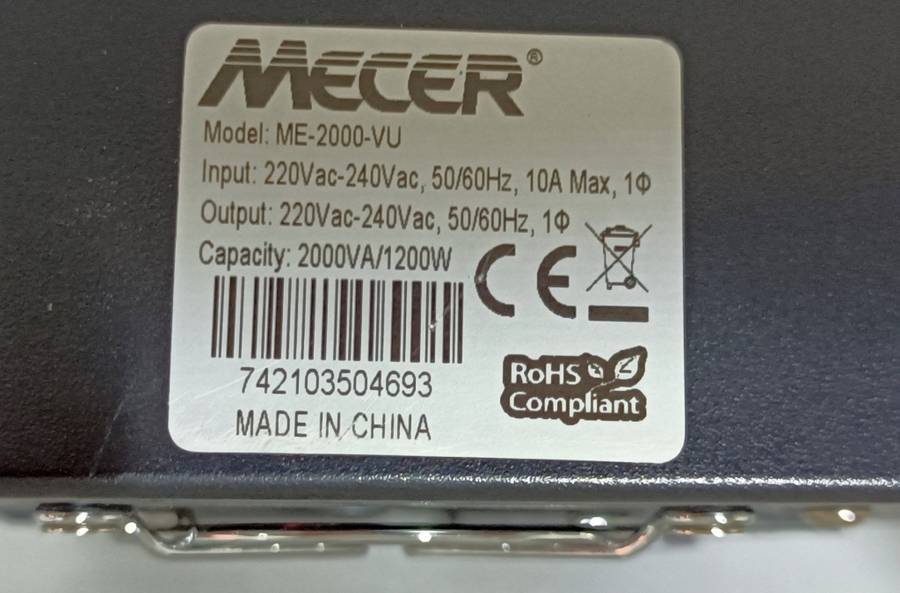 MECER®
Model: ME-2000-VU
Input: 220Vac-240Vac, 50/60Hz, 10A Max, 1Φ
Output: 220Vac-240Vac, 50/60Hz, 1Φ
Capacity: 2000VA/1200W
CE
742103504693
RoHS
Compliant
MADE IN CHINA